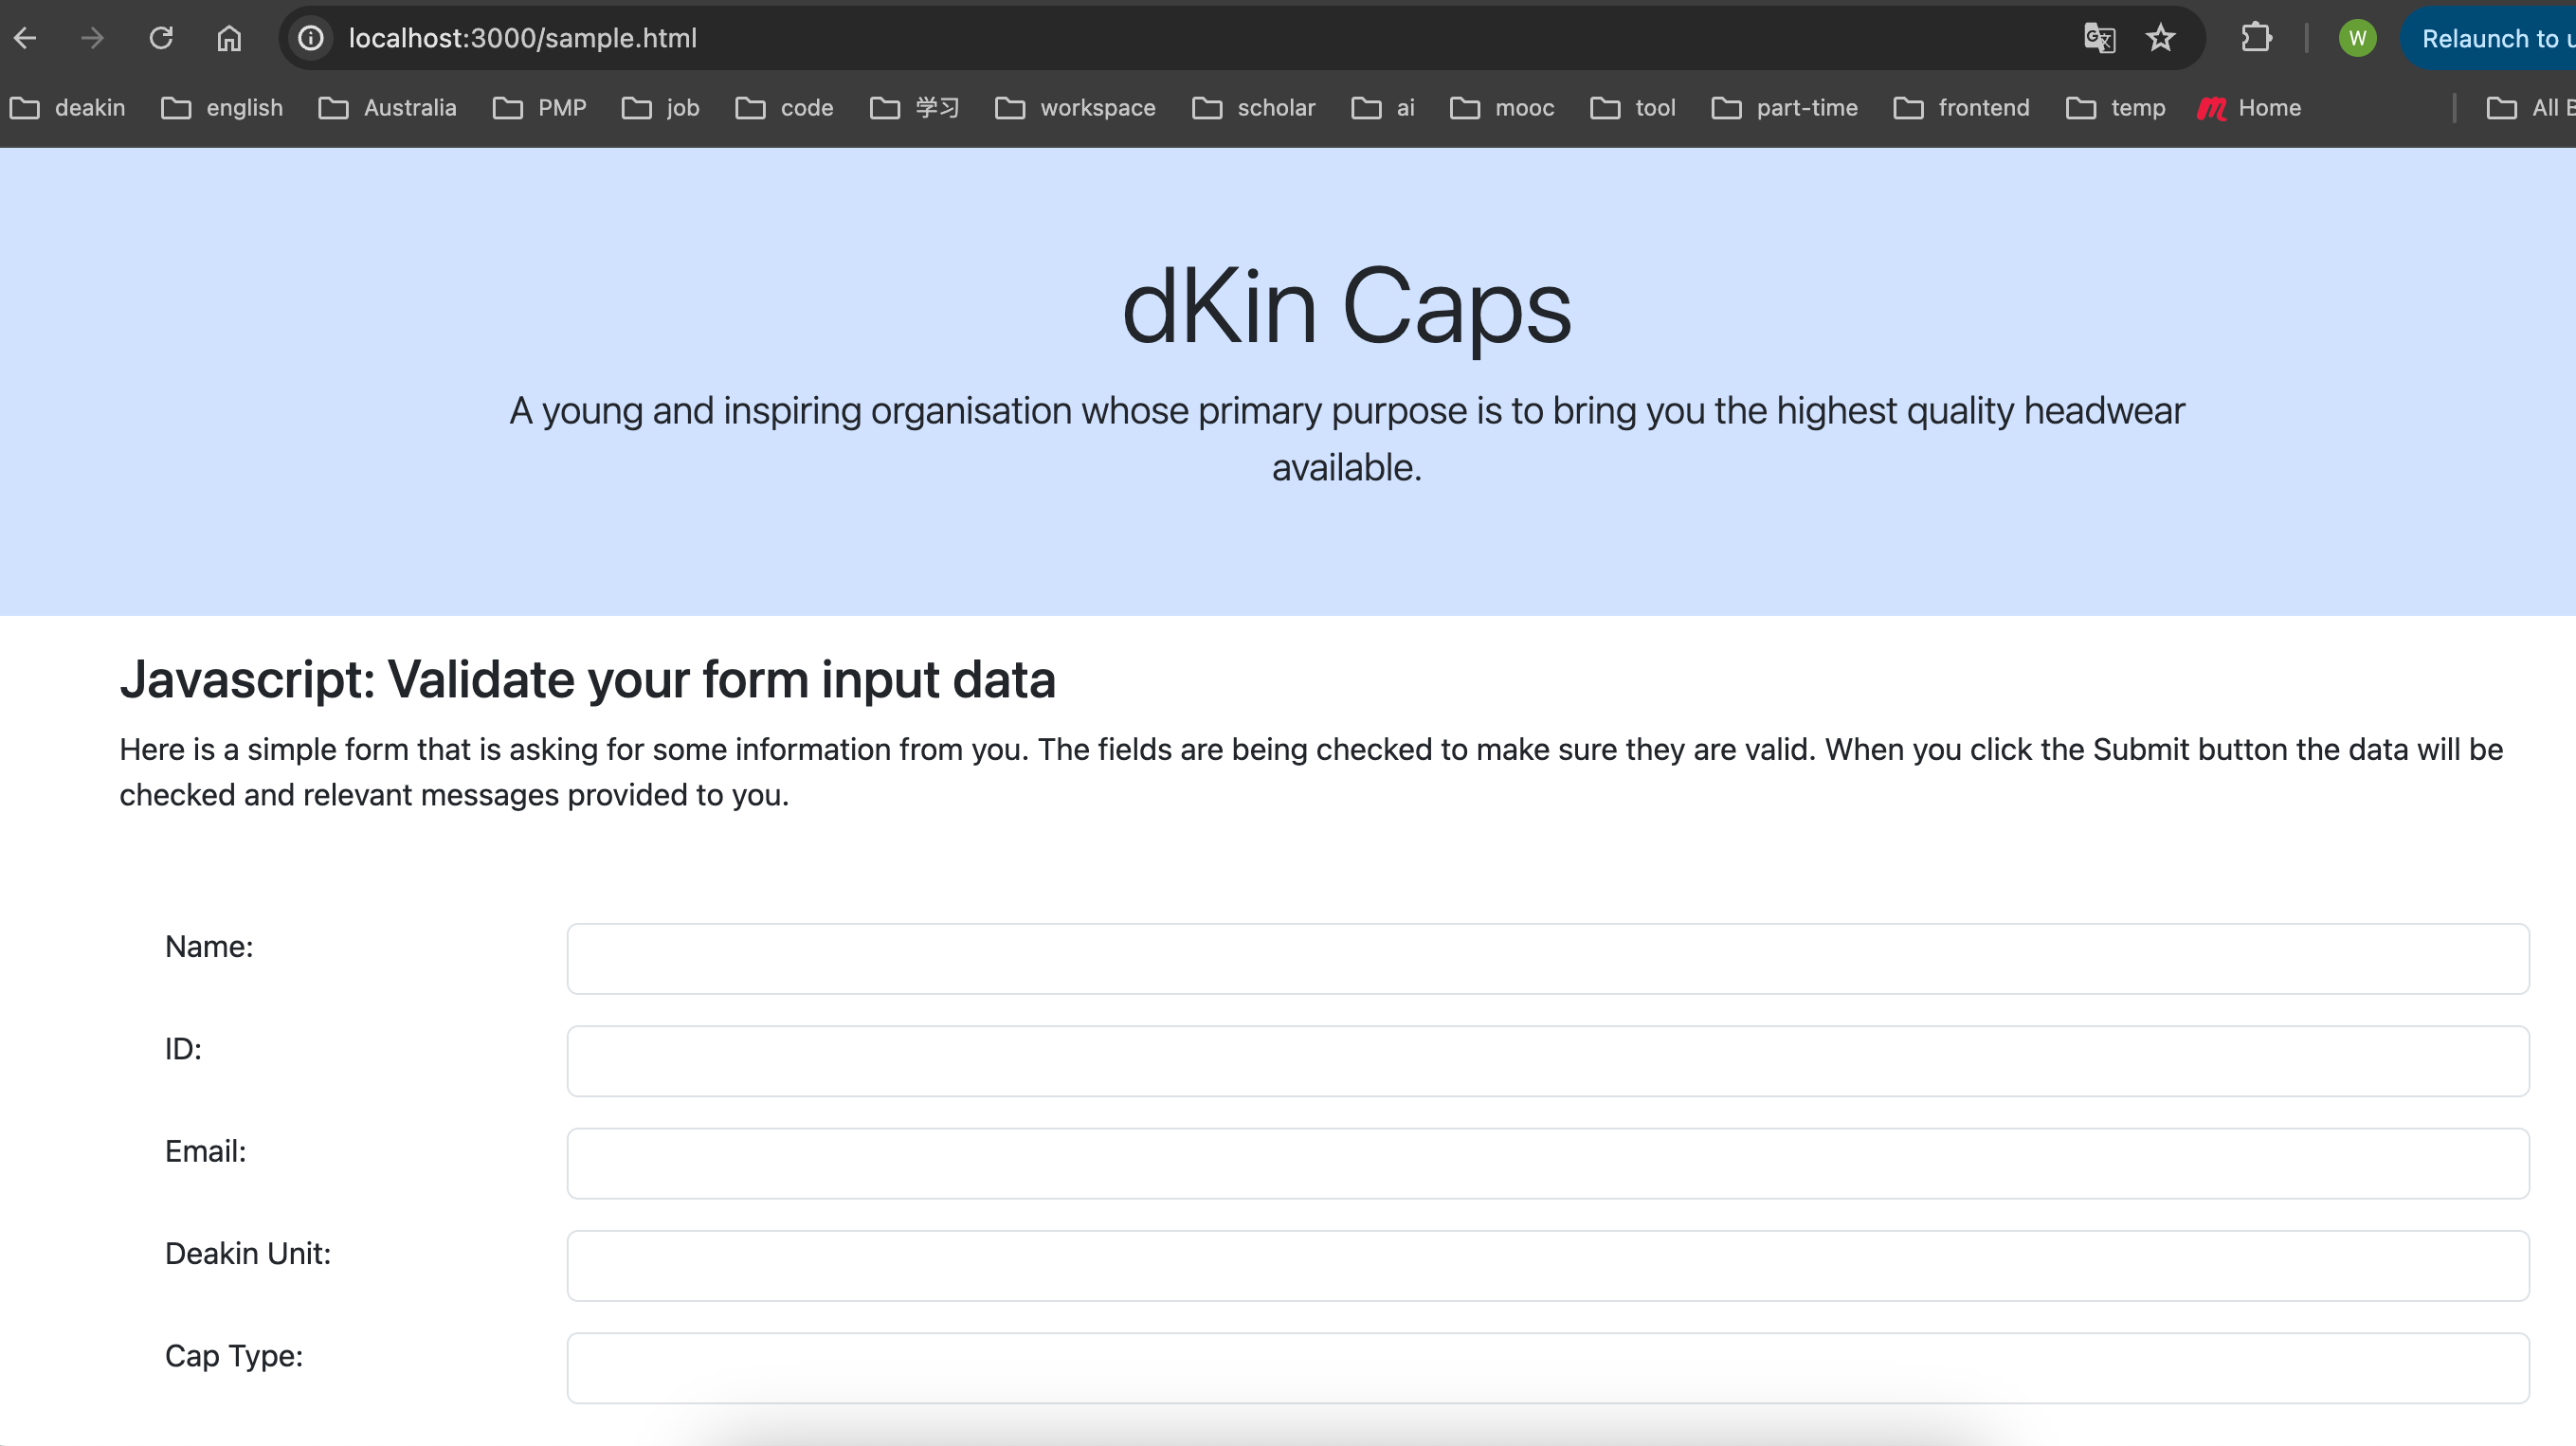 localhost:3000/sample.html
W
Relaunch to u
deakin english Australia PMP job code 学习 workspace scholar ai mooc tool part-time frontend temp Home All B
dKin Caps
A young and inspiring organisation whose primary purpose is to bring you the highest quality headwear
available.
Javascript: Validate your form input data
Here is a simple form that is asking for some information from you. The fields are being checked to make sure they are valid. When you click the Submit button the data will be
checked and relevant messages provided to you.
Name:
ID:
Email:
Deakin Unit:
Cap Type: